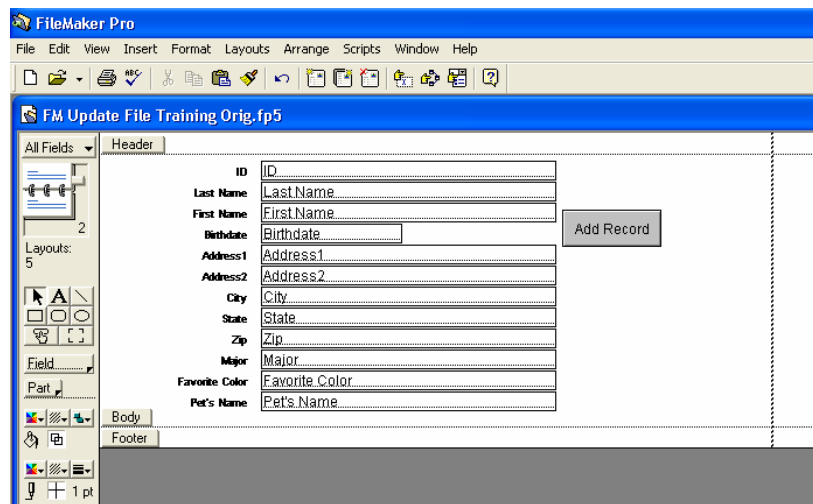 FileMaker Pro
File Edit View Insert Format Layouts Arrange Scripts Window Help
ABC
FM Update File Training Orig.fp5
All Fields
Header
ID ID
Last Name Last Name
First Name First Name
Birthdate Birthdate
Add Record
2
Layouts:
5
Address1 Address1
Address2 Address2
City City
State State
Zip Zip
Major Major
Favorite Color Favorite Color
Pet's Name Pet's Name
A
Field
Part
Body
Footer
1 pt